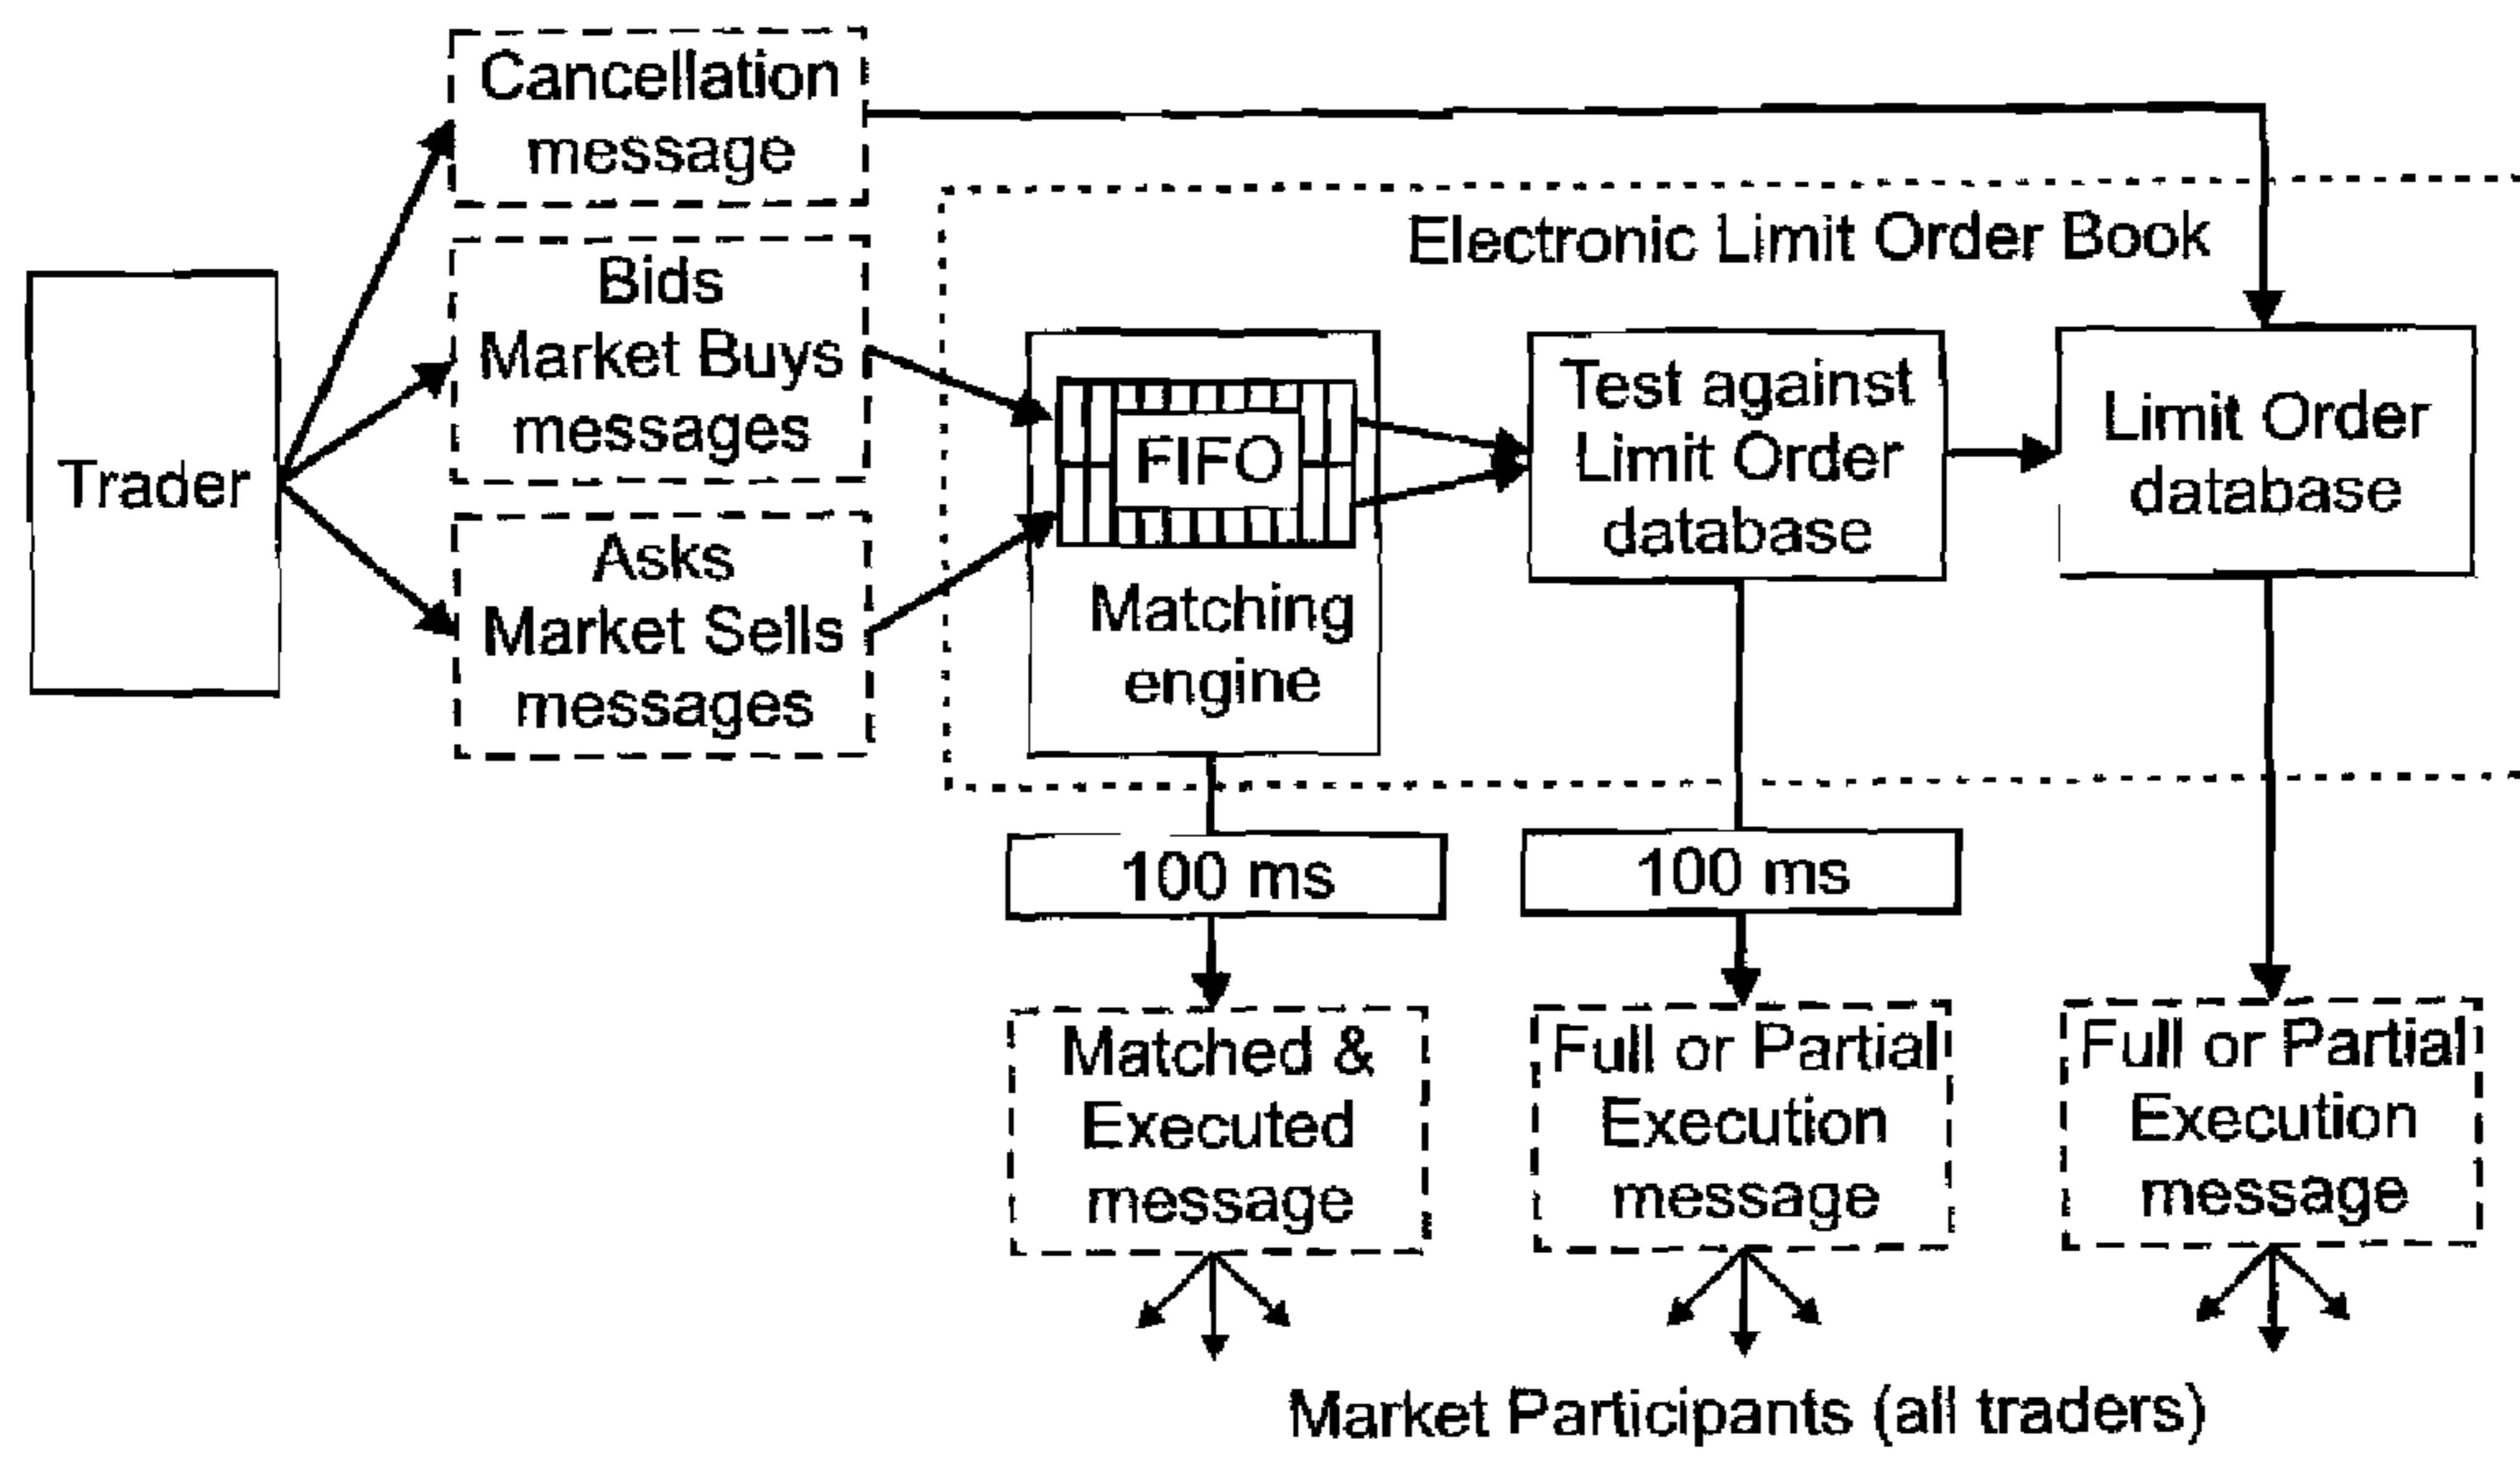 Cancellation
message
Bids
Market Buys
messages
Trader
Asks
Market Sells
messages
Electronic Limit Order Book
FIFO
Matching
engine
Test against
Limit Order
database
Limit Order
database
100 ms
100 ms
Matched &
Executed
message
Full or Partial
Execution
message
Full or Partial
Execution
message
Market Participants (all traders)